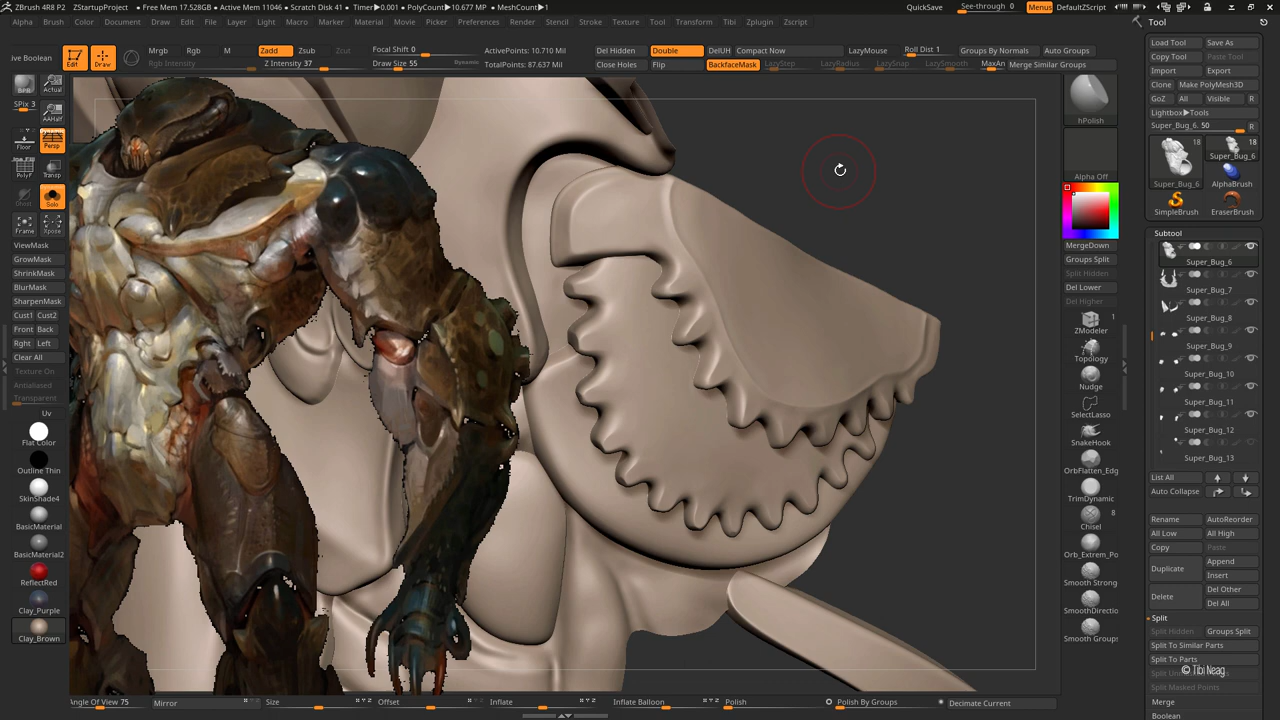 ZBrush 4R8 P2 ZStartupProject • Free Mem 17.528GB • Active Mem 11046 • Scratch Disk 41 • Timer▶0.001 • PolyCount▶10.677 MP • MeshCount▶1 QuickSave See-through 0 Menus DefaultZScript
Alpha Brush Color Document Draw Edit File Layer Light Macro Marker Material Movie Picker Preferences Render Stencil Stroke Texture Tool Transform Tibi Zplugin Zscript
Tool
ive Boolean Edit Draw Mrgb Rgb M Zadd Zsub Zcut Focal Shift 0 ActivePoints: 10.710 Mil Del Hidden Double DelUH Compact Now LazyMouse Roll Dist 1 Groups By Normals Auto Groups
Rgb Intensity Z Intensity 37 Draw Size 55 Dynamic TotalPoints: 87.637 Mil Close Holes Flip BackfaceMask LazyStep LazyRadius LazySnap LazySmooth MaxAn Merge Similar Groups
BPR Actual
SPix 3
AAHalf
Floor Dynamic Persp
PolyF Transp
Ghost Solo
Frame Xpose
ViewMask
GrowMask
ShrinkMask
BlurMask
SharpenMask
Cust1 Cust2
Front Back
Rght Left
Clear All
Texture On
Antialiased
Transparent
Uv
Flat Color
Outline Thin
SkinShade4
BasicMaterial
BasicMaterial2
ReflectRed
Clay_Purple
Clay_Brown
hPolish
Alpha Off
MergeDown
Groups Split
Split Hidden
Del Lower
Del Higher
1
ZModeler
Topology
Nudge
SelectLasso
SnakeHook
OrbFlatten_Edg
TrimDynamic
8
Chisel
Orb_Extrem_Po
Smooth Strong
SmoothDirectio
Smooth Groups
Load Tool Save As
Copy Tool Paste Tool
Import Export
Clone Make PolyMesh3D
GoZ All Visible R
Lightbox▶Tools
Super_Bug_6. 50 R
18 18
Super_Bug_6
Super_Bug_6 AlphaBrush
SimpleBrush EraserBrush
Subtool
Super_Bug_6
Super_Bug_7
Super_Bug_8
Super_Bug_9
Super_Bug_10
Super_Bug_11
Super_Bug_12
Super_Bug_13
List All
Auto Collapse
Rename AutoReorder
All Low All High
Copy Paste
Duplicate Append
Insert
Delete Del Other
Del All
Split
Split Hidden Groups Split
Split To Similar Parts
Split To Parts
© Tibi Neag
Split Unmasked Points
Split Masked Points
Merge
Boolean
Angle Of View 75 Mirror Size Offset Inflate Inflate Balloon Polish Polish By Groups Decimate Current